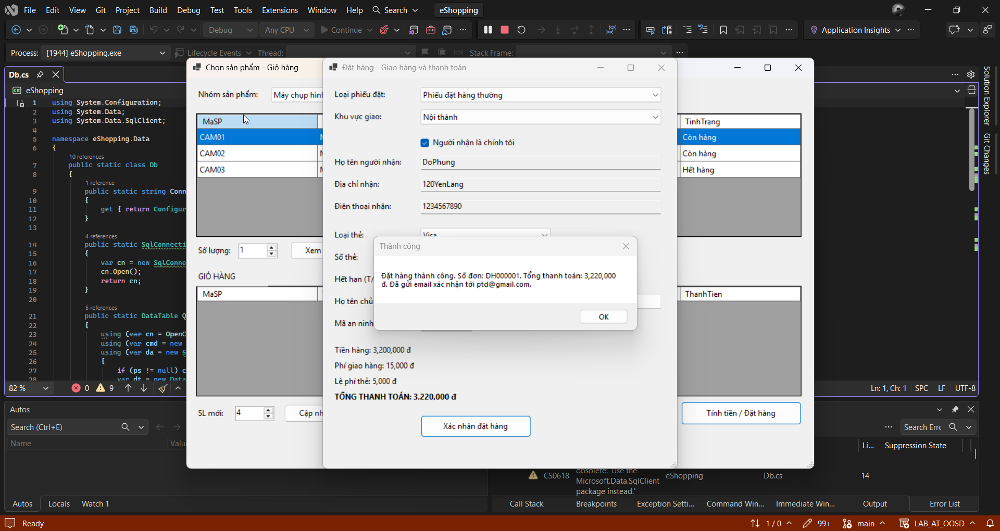 File Edit View Git Project Build Debug Test Tools Extensions Window Help Search eShopping
Debug Any CPU Continue Application Insights
Process: [1944] eShopping.exe Lifecycle Events Thread: Stack Frame:
Db.cs
eShopping
1 using System.Configuration;
2 using System.Data;
3 using System.Data.SqlClient;
4
5 namespace eShopping.Data
6 {
10 references
7 public static class Db
8 {
1 reference
9 public static string Conn
10 {
11 get { return Configur
12 }
13
4 references
14 public static SqlConnecti
15 {
16 var cn = new SqlConne
17 cn.Open();
18 return cn;
19 }
20
5 references
21 public static DataTable Q
22 {
23 using (var cn = OpenC
24 using (var cmd = new
25 using (var da = new S
26 {
27 if (ps != null) c
28 var dt = new Data
82 % 0 9
Ln: 1, Ch: 1 SPC LF UTF-8
Solution Explorer
Git Changes
Chọn sản phẩm - Giỏ hàng
Nhóm sản phẩm: Máy chụp hình
MaSP TinhTrang
CAM01 Còn hàng
CAM02 Còn hàng
CAM03 Hết hàng
Số lượng: 1 Xem
GIỎ HÀNG
MaSP ThanhTien
SL mới: 4 Cập nh
Tính tiền / Đặt hàng
Đặt hàng - Giao hàng và thanh toán
Loại phiếu đặt: Phiếu đặt hàng thường
Khu vực giao: Nội thành
Người nhận là chính tôi
Họ tên người nhận: DoPhung
Địa chỉ nhận: 120YenLang
Điện thoại nhận: 1234567890
Loại thẻ: Visa
Số thẻ:
Hết hạn (T/
Họ tên chủ
Mã an ninh
Tiền hàng: 3,200,000 đ
Phí giao hàng: 15,000 đ
Lệ phí thẻ: 5,000 đ
TỔNG THANH TOÁN: 3,220,000 đ
Xác nhận đặt hàng
Thành công
Đặt hàng thành công. Số đơn: DH000001. Tổng thanh toán: 3,220,000
đ. Đã gửi email xác nhận tới ptd@gmail.com.
OK
Autos
Search (Ctrl+E)
Name Valu
Autos Locals Watch 1
Search Errc
Li... Suppression State
CS0618 obsolete: 'Use the
Microsoft.Data.SqlClient
package instead.' eShopping Db.cs 14
Call Stack Breakpoints Exception Setti... Command Win... Immediate Win... Output Error List
Ready 1 / 0 99+ main LAB_AT_OOSD